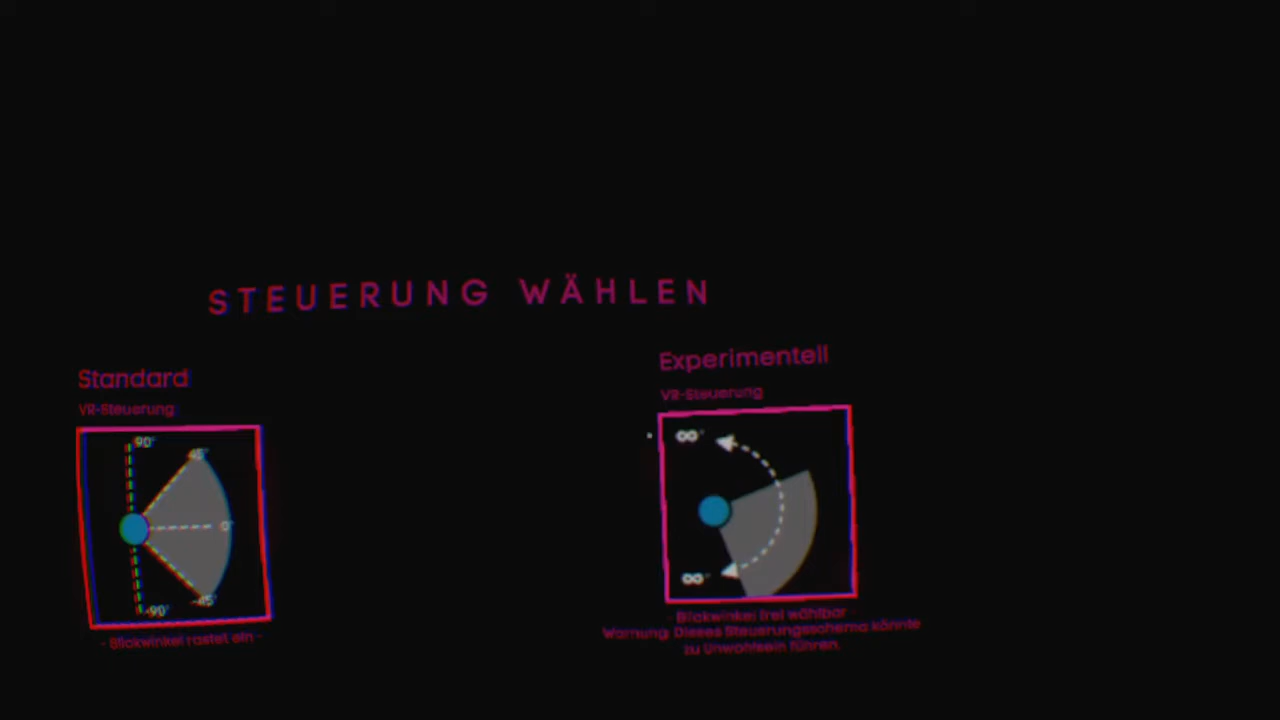 STEUERUNG WÄHLEN
Standard
VR-Steuerung
90°
45°
0°
-45°
-90°
- Blickwinkel rastet ein -
Experimentell
VR-Steuerung
∞°
∞°
- Blickwinkel frei wählbar -
Warnung: Dieses Steuerungsschema könnte
zu Unwohlsein führen.